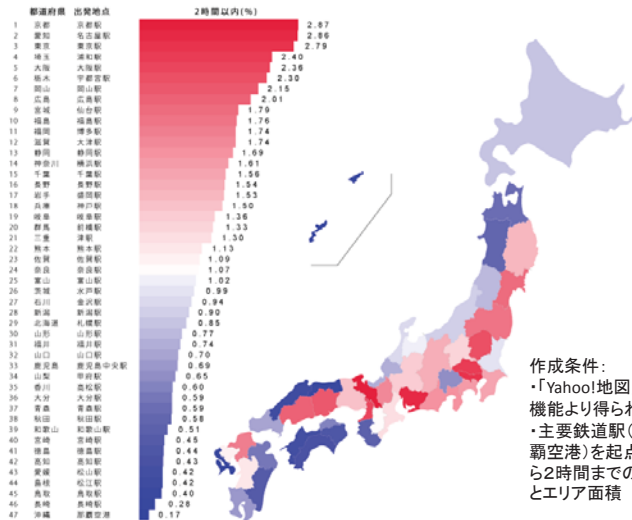 都道府県 出発地点 2時間以内(%)
1 京都 京都駅 2.87
2 愛知 名古屋駅 2.86
3 東京 東京駅 2.79
4 埼玉 浦和駅 2.40
5 大阪 大阪駅 2.36
6 栃木 宇都宮駅 2.30
7 岡山 岡山駅 2.15
8 広島 広島駅 2.01
9 宮城 仙台駅 1.79
10 福島 福島駅 1.76
11 福岡 博多駅 1.74
12 滋賀 大津駅 1.74
13 静岡 静岡駅 1.69
14 神奈川 横浜駅 1.61
15 千葉 千葉駅 1.56
16 長野 長野駅 1.54
17 岩手 盛岡駅 1.53
18 兵庫 神戸駅 1.50
19 岐阜 岐阜駅 1.36
20 群馬 前橋駅 1.33
21 三重 津駅 1.30
22 熊本 熊本駅 1.13
23 佐賀 佐賀駅 1.09
24 奈良 奈良駅 1.07
25 富山 富山駅 1.02
26 茨城 水戸駅 0.99
27 石川 金沢駅 0.94
28 新潟 新潟駅 0.90
29 北海道 札幌駅 0.85
30 山形 山形駅 0.77
31 福井 福井駅 0.74
32 山口 山口駅 0.70
33 鹿児島 鹿児島中央駅 0.69
34 山梨 甲府駅 0.65
35 香川 高松駅 0.60
36 大分 大分駅 0.59
37 青森 青森駅 0.59
38 秋田 秋田駅 0.58
39 和歌山 和歌山駅 0.51
40 宮崎 宮崎駅 0.45
41 徳島 徳島駅 0.44
42 高知 高知駅 0.43
43 愛媛 松山駅 0.42
44 島根 松江駅 0.42
45 鳥取 鳥取駅 0.40
46 長崎 長崎駅 0.28
47 沖縄 那覇空港 0.17
作成条件:
・「Yahoo!地図
機能より得られ
・主要鉄道駅(
覇空港)を起点
ら2時間までの
とエリア面積